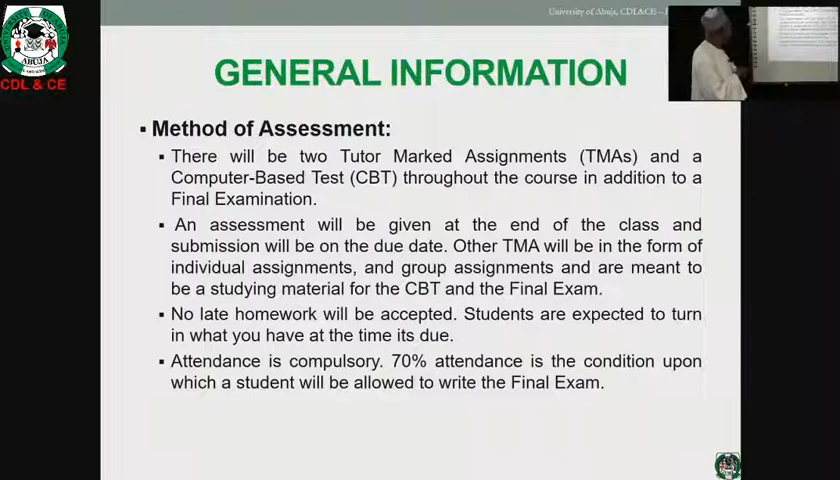 University of Abuja, CDL&CE –
ABUJA
CDL & CE
GENERAL INFORMATION
▪ Method of Assessment:
▪ There will be two Tutor Marked Assignments (TMAs) and a
Computer-Based Test (CBT) throughout the course in addition to a
Final Examination.
▪ An assessment will be given at the end of the class and
submission will be on the due date. Other TMA will be in the form of
individual assignments, and group assignments and are meant to
be a studying material for the CBT and the Final Exam.
▪ No late homework will be accepted. Students are expected to turn
in what you have at the time its due.
▪ Attendance is compulsory. 70% attendance is the condition upon
which a student will be allowed to write the Final Exam.